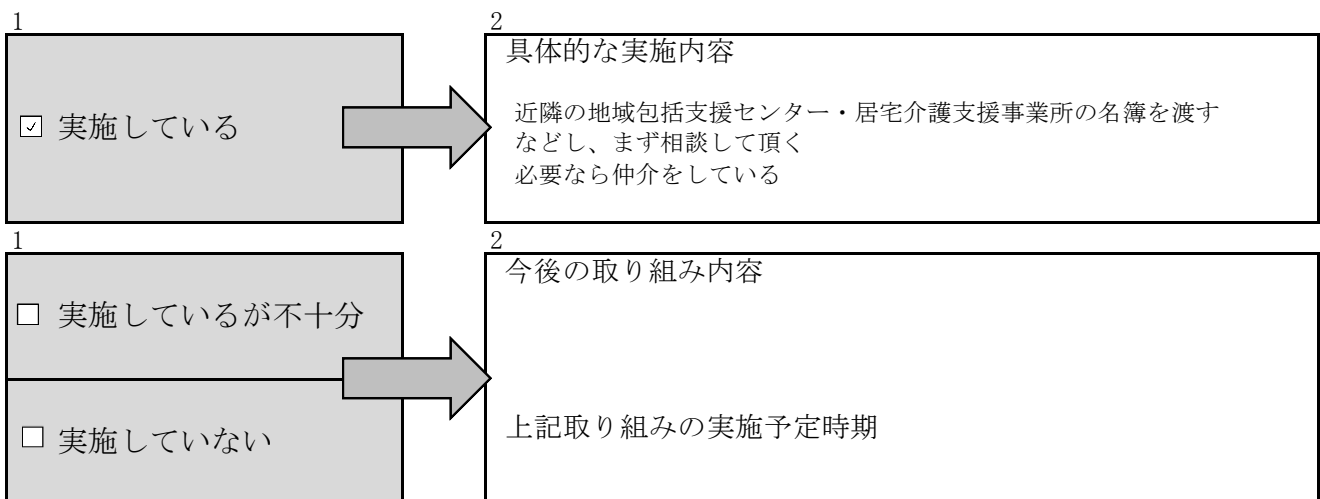 1
2
☑ 実施している
具体的な実施内容
近隣の地域包括支援センター・居宅介護支援事業所の名簿を渡す
などし、まず相談して頂く
必要なら仲介をしている
1
2
☐ 実施しているが不十分
☐ 実施していない
今後の取り組み内容
上記取り組みの実施予定時期